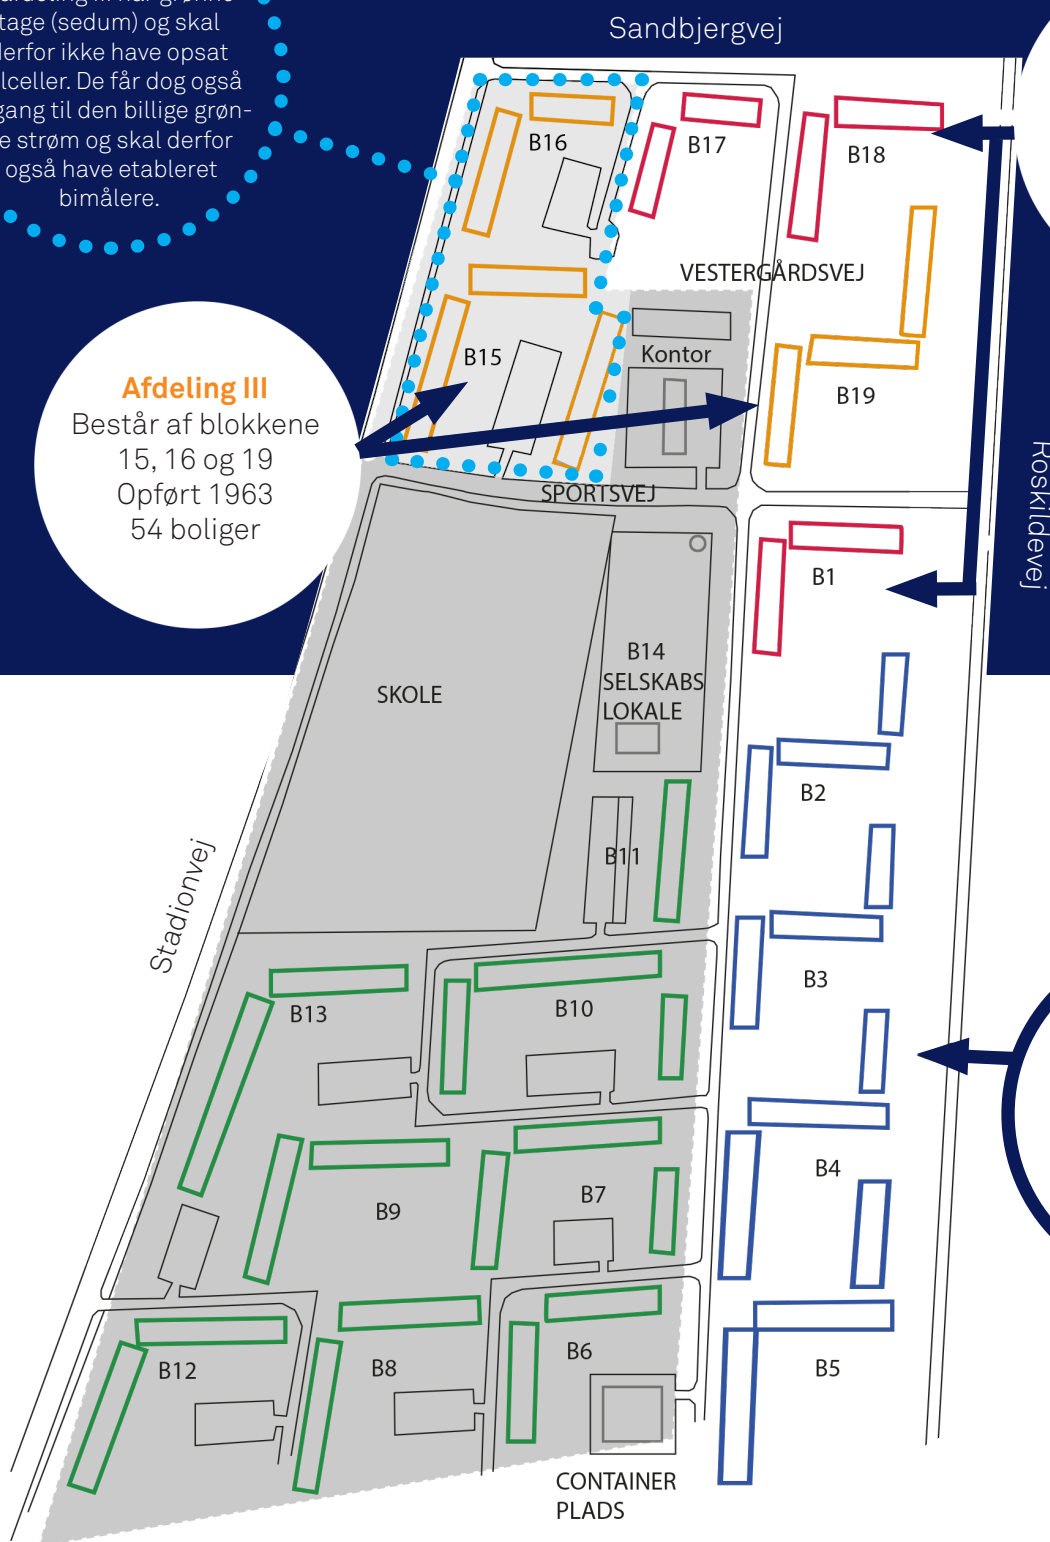 tage (sedum) og skal
ikke have opsat
De får dog også
gang til den billige grøn-
strøm og skal derfor
også have etableret
bimålere.
Sandbjergvej
B16
B17
B18
VESTERGÅRDSVEJ
B15
Kontor
B19
Afdeling III
Består af blokkene
15, 16 og 19
Opført 1963
54 boliger
SPORTSVEJ
Roskildevej
B1
B14
SELSKABS
LOKALE
SKOLE
B2
B11
Stadionvej
B3
B13
B10
B4
B7
B9
B6
B5
B12
B8
CONTAINER
PLADS